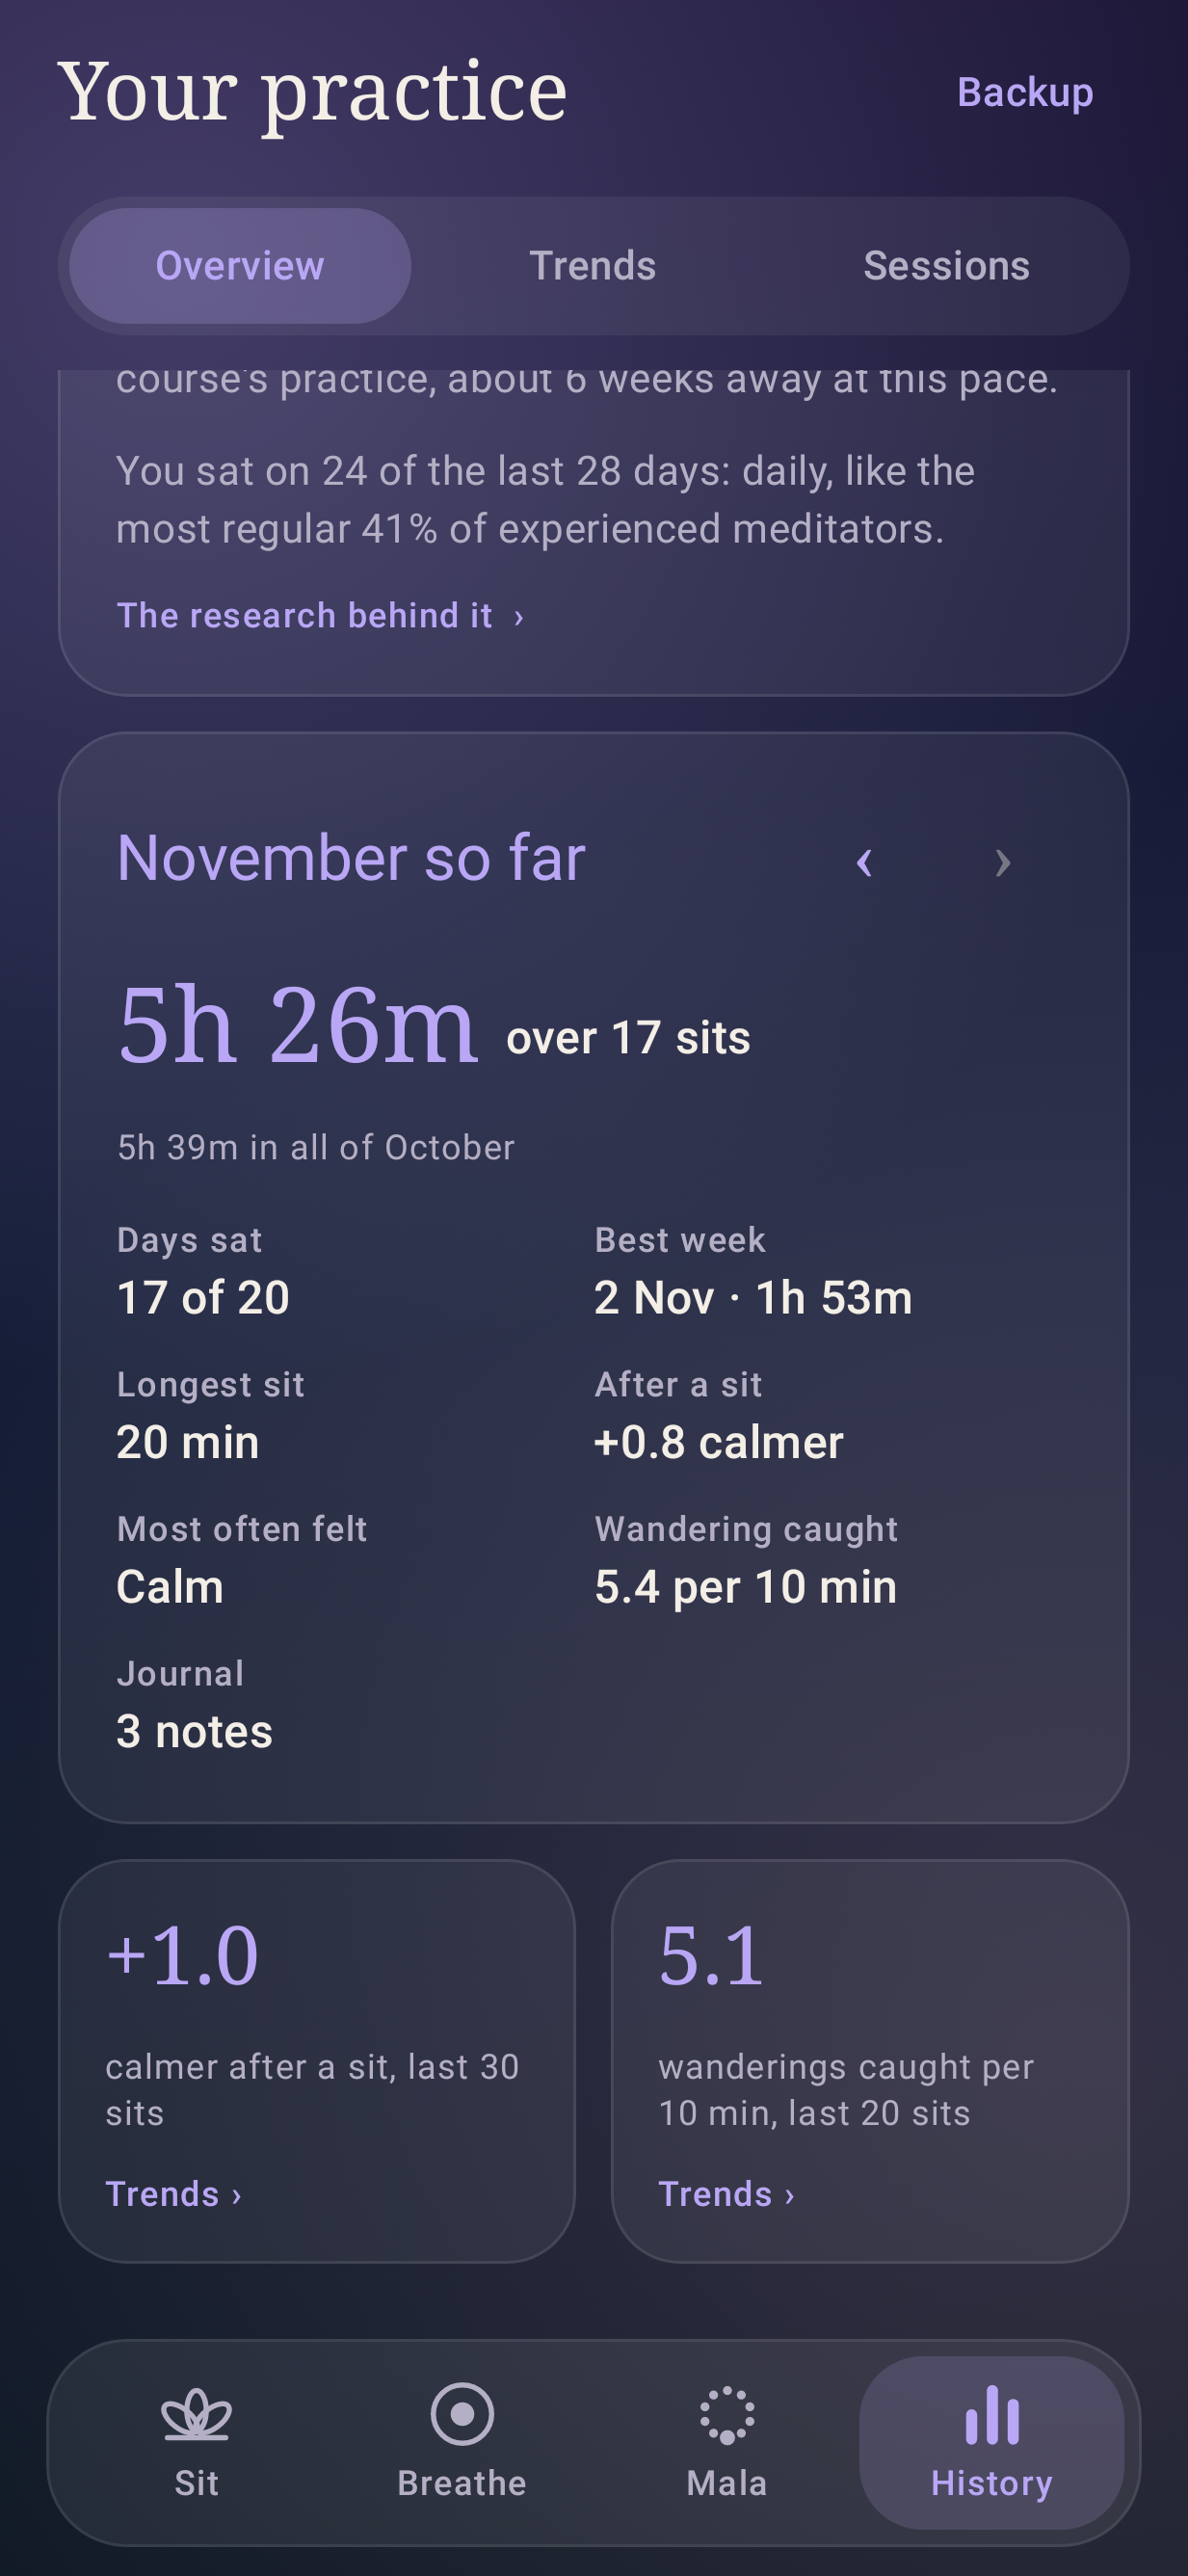 Your practice
Backup
Overview
Trends
Sessions
course's practice, about 6 weeks away at this pace.
You sat on 24 of the last 28 days: daily, like the
most regular 41% of experienced meditators.
The research behind it ›
November so far
‹ ›
5h 26m over 17 sits
5h 39m in all of October
Days sat
17 of 20
Best week
2 Nov · 1h 53m
Longest sit
20 min
After a sit
+0.8 calmer
Most often felt
Calm
Wandering caught
5.4 per 10 min
Journal
3 notes
+1.0
calmer after a sit, last 30
sits
Trends ›
5.1
wanderings caught per
10 min, last 20 sits
Trends ›
Sit
Breathe
Mala
History